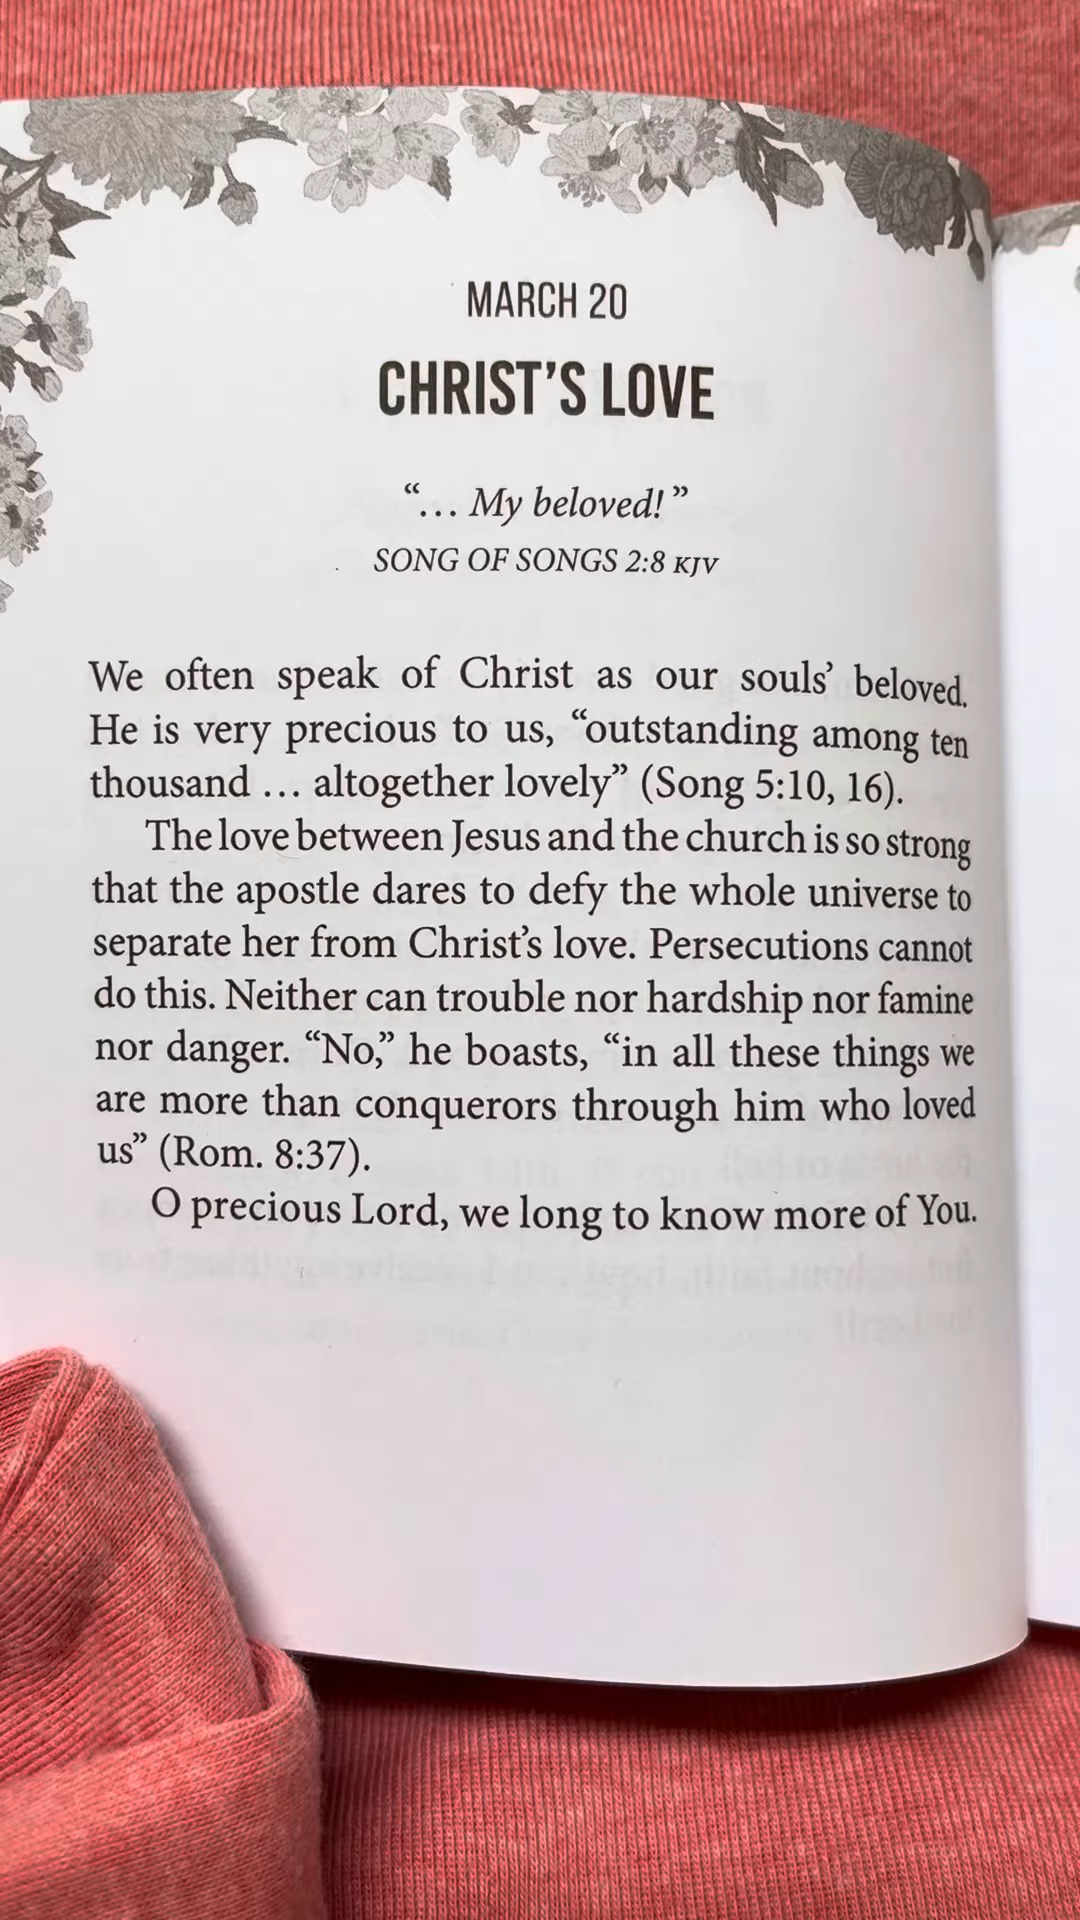 MARCH 20
CHRIST’S LOVE
“… My beloved!”
SONG OF SONGS 2:8 KJV
We often speak of Christ as our souls’ beloved.
He is very precious to us, “outstanding among ten
thousand … altogether lovely” (Song 5:10, 16).
The love between Jesus and the church is so strong
that the apostle dares to defy the whole universe to
separate her from Christ’s love. Persecutions cannot
do this. Neither can trouble nor hardship nor famine
nor danger. “No,” he boasts, “in all these things we
are more than conquerors through him who loved
us” (Rom. 8:37).
O precious Lord, we long to know more of You.